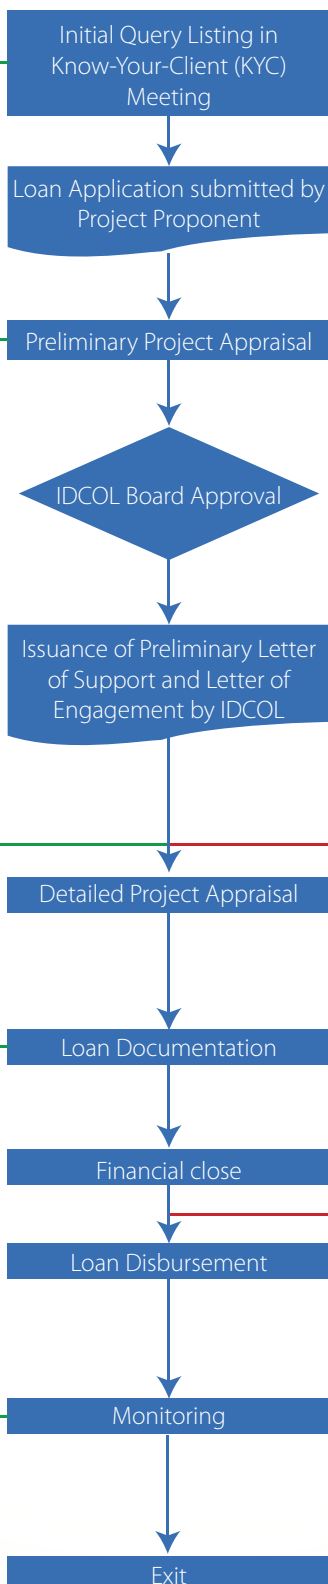 Initial Query Listing in
Know-Your-Client (KYC)
Meeting
Loan Application submitted by
Project Proponent
Preliminary Project Appraisal
IDCOL Board Approval
Issuance of Preliminary Letter
of Support and Letter of
Engagement by IDCOL
Detailed Project Appraisal
Loan Documentation
Financial close
Loan Disbursement
Monitoring
Exit